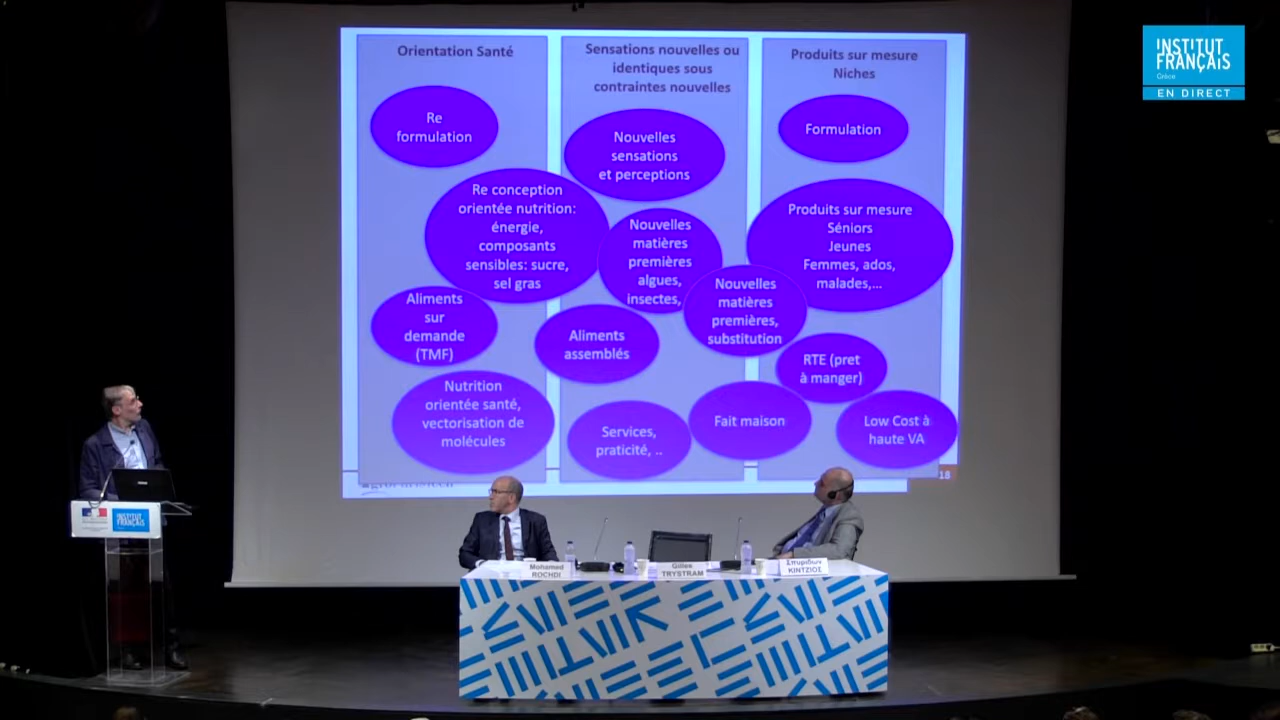 Orientation Santé
Re
formulation
Re conception
orientée nutrition:
énergie,
composants
sensibles: sucre,
sel gras
Aliments
sur
demande
(TMF)
Nutrition
orientée santé,
vectorisation de
molécules
Sensations nouvelles ou
identiques sous
contraintes nouvelles
Nouvelles
sensations
et perceptions
Nouvelles
matières
premières
algues,
insectes,
Aliments
assemblés
Services,
praticité, ..
Produits sur mesure
Niches
Formulation
Produits sur mesure
Séniors
Jeunes
Femmes, ados,
malades,...
Nouvelles
matières
premières,
substitution
RTE (pret
à manger)
Fait maison
Low Cost à
haute VA
18
INSTITUT
FRANÇAIS
Grèce
EN DIRECT
INSTITUT
FRANÇAIS
Mohamed
ROCHDI
Gilles
TRYSTRAM
Σπυρίδων
ΚΙΝΤΖΙΟΣ